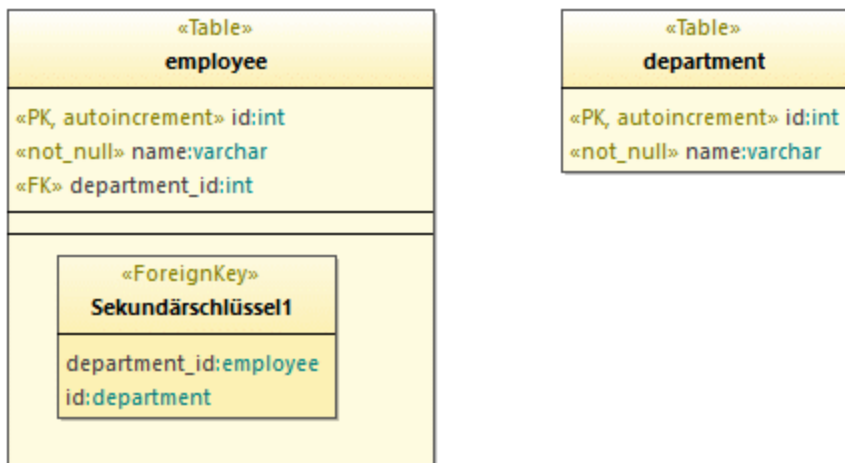 «Table»
employee
«PK, autoincrement» id:int
«not_null» name:varchar
«FK» department_id:int
«ForeignKey»
Sekundärschlüssel1
department_id:employee
id:department
«Table»
department
«PK, autoincrement» id:int
«not_null» name:varchar